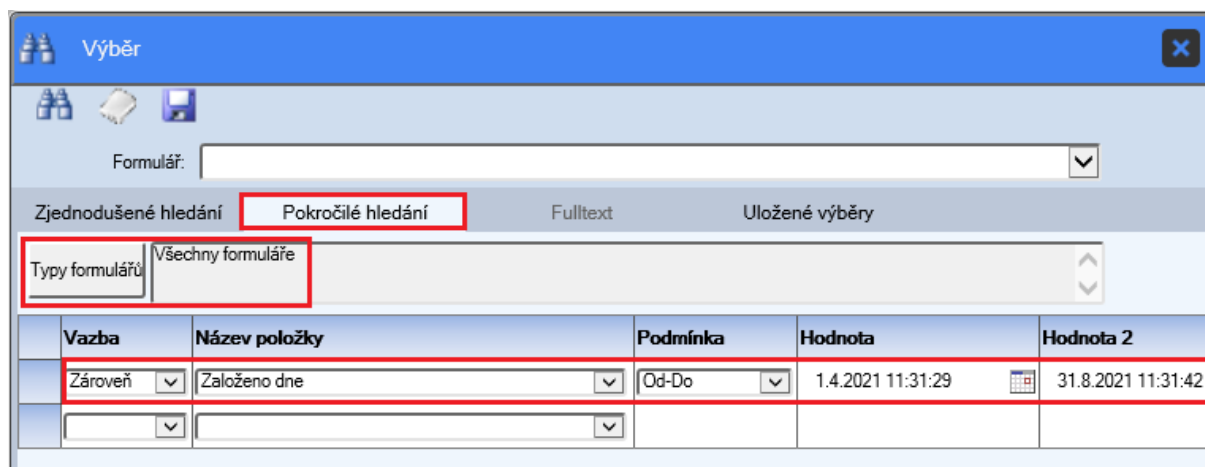 Výběr
Formulář:
Zjednodušené hledání Pokročilé hledání Fulltext Uložené výběry
Typy formulářů Všechny formuláře
Vazba Název položky Podmínka Hodnota Hodnota 2
Zároveň Založeno dne Od-Do 1.4.2021 11:31:29 31.8.2021 11:31:42